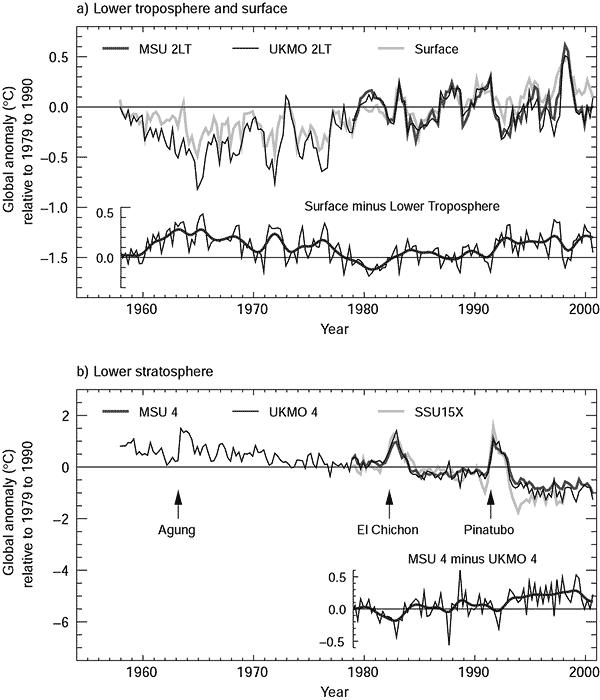 a) Lower troposphere and surface
MSU 2LT UKMO 2LT Surface
0.5
0.0
−0.5
−1.0
−1.5
Global anomaly (°C)
relative to 1979 to 1990
Surface minus Lower Troposphere
0.5
0.0
1960 1970 1980 1990 2000
Year
b) Lower stratosphere
MSU 4 UKMO 4 SSU15X
2
0
−2
−4
−6
Global anomaly (°C)
relative to 1979 to 1990
Agung El Chichon Pinatubo
MSU 4 minus UKMO 4
0.5
0.0
−0.5
1960 1970 1980 1990 2000
Year